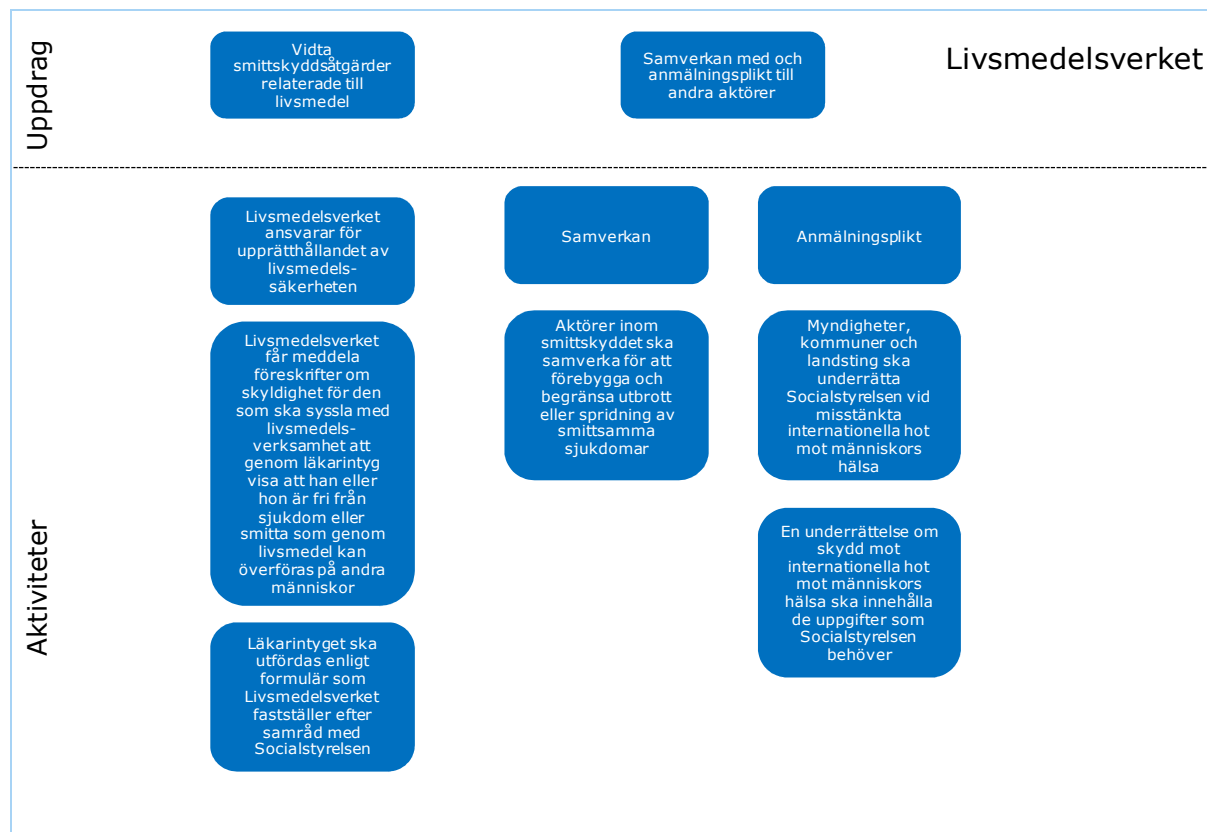 Uppdrag
Vidta
smittskyddsåtgärder
relaterade till
livsmedel
Samverkan med och
anmälningsplikt till
andra aktörer
Livsmedelsverket
Aktiviteter
Livsmedelsverket
ansvarar för
upprätthållandet av
livsmedels-
säkerheten
Livsmedelsverket
får meddela
föreskrifter om
skyldighet för den
som ska syssla med
livsmedels-
verksamhet att
genom läkarintyg
visa att han eller
hon är fri från
sjukdom eller
smitta som genom
livsmedel kan
överföras på andra
människor
Läkarintyget ska
utfördas enligt
formulär som
Livsmedelsverket
fastställer efter
samråd med
Socialstyrelsen
Samverkan
Aktörer inom
smittskyddet ska
samverka för att
förebygga och
begränsa utbrott
eller spridning av
smittsamma
sjukdomar
Anmälningsplikt
Myndigheter,
kommuner och
landsting ska
underrätta
Socialstyrelsen vid
misstänkta
internationella hot
mot människors
hälsa
En underrättelse om
skydd mot
internationella hot
mot människors
hälsa ska innehålla
de uppgifter som
Socialstyrelsen
behöver